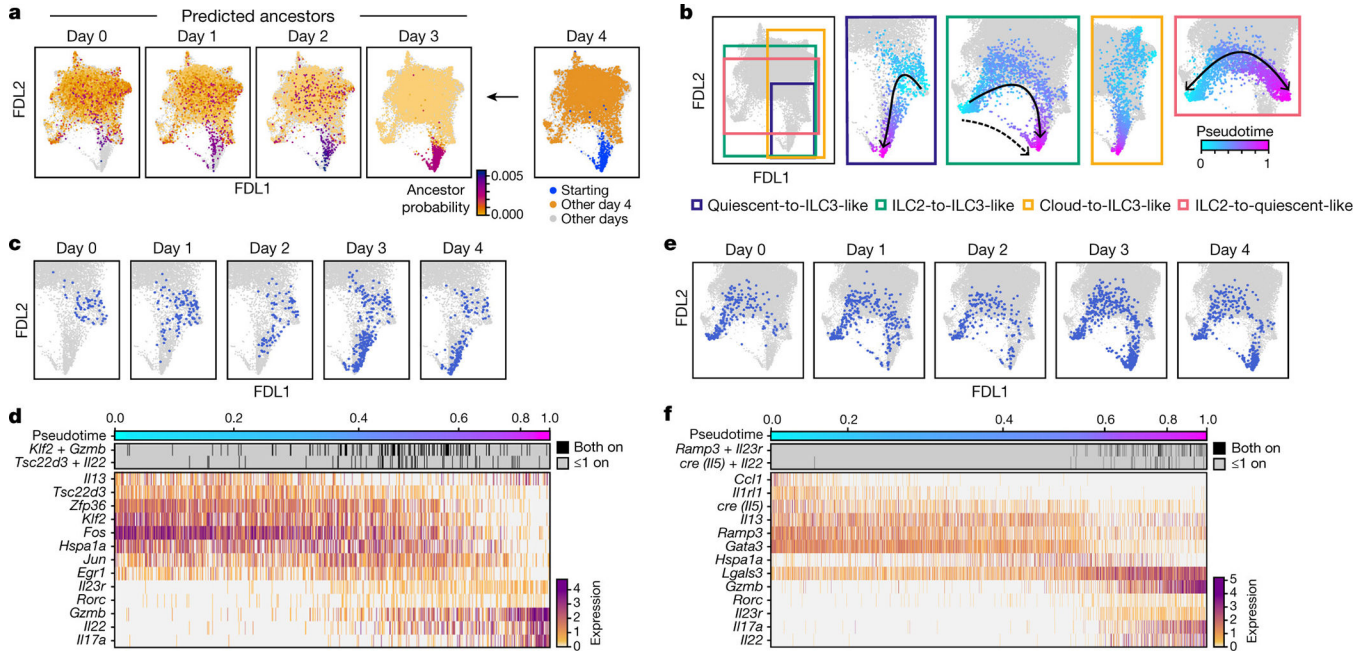 a
Predicted ancestors
Day 0 Day 1 Day 2 Day 3 Day 4
FDL2
FDL1
Ancestor probability
0.005
0.000
Starting
Other day 4
Other days
b
FDL2
FDL1
Pseudotime
0 1
Quiescent-to-ILC3-like ILC2-to-ILC3-like Cloud-to-ILC3-like ILC2-to-quiescent-like
c
Day 0 Day 1 Day 2 Day 3 Day 4
FDL2
FDL1
e
Day 0 Day 1 Day 2 Day 3 Day 4
FDL2
FDL1
d
0.0 0.2 0.4 0.6 1.0
Pseudotime
Klf2 + Gzmb
Tsc22d3 + Il22
Both on
≤1 on
Il13
Tsc22d3
Zfp36
Klf2
Fos
Hspa1a
Jun
Egr1
Il23r
Rorc
Gzmb
Il22
Il17a
4
3
2
1
0
Expression
f
0.0 0.2 0.4 0.6 1.0
Pseudotime
Ramp3 + Il23r
cre (Il5) + Il22
Both on
≤1 on
Ccl1
Il1rl1
cre (Il5)
Il13
Ramp3
Gata3
Hspa1a
Lgals3
Gzmb
Rorc
Il23r
Il17a
Il22
5
4
3
2
1
0
Expression